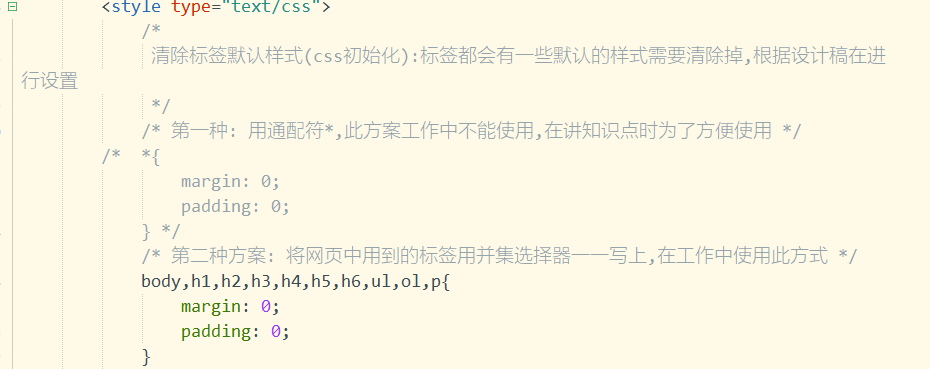 <style type="text/css">
/*
清除标签默认样式(css初始化):标签都会有一些默认的样式需要清除掉,根据设计稿在进
行设置
*/
/* 第一种: 用通配符*,此方案工作中不能使用,在讲知识点时为了方便使用 */
/*  *{
margin: 0;
padding: 0;
} */
/* 第二种方案: 将网页中用到的标签用并集选择器一一写上,在工作中使用此方式 */
body,h1,h2,h3,h4,h5,h6,ul,ol,p{
margin: 0;
padding: 0;
}